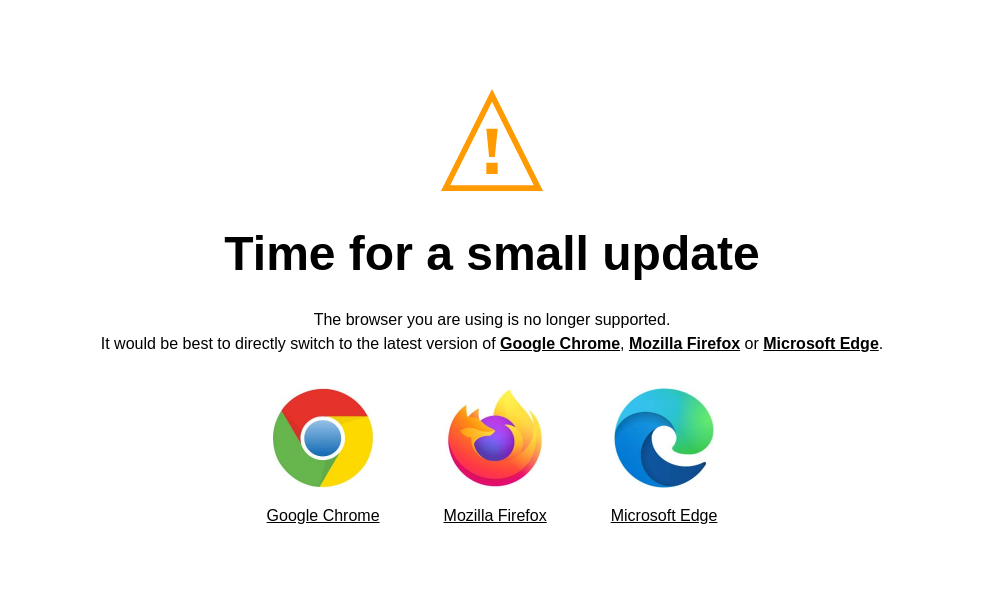 !
Time for a small update
The browser you are using is no longer supported.
It would be best to directly switch to the latest version of Google Chrome, Mozilla Firefox or Microsoft Edge.
Google Chrome
Mozilla Firefox
Microsoft Edge